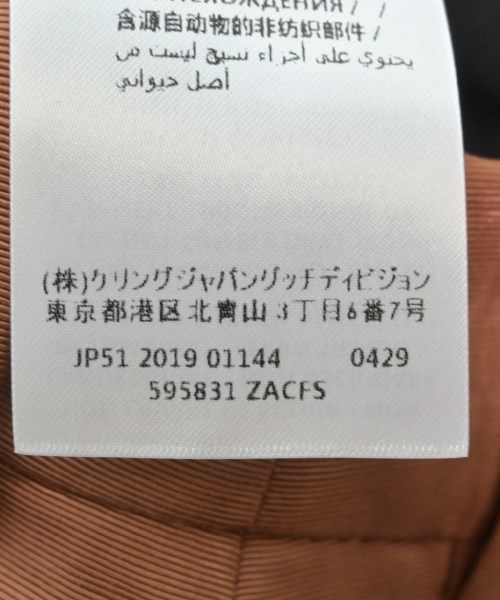 含源自动物的非纺织部件 /
يحتوي على أجزاء نسيج ليست من
أصل حيواني
(株)ケリングジャパングッチディビジョン
東京都港区北青山3丁目6番7号
JP51 2019 01144 0429
595831 ZACFS